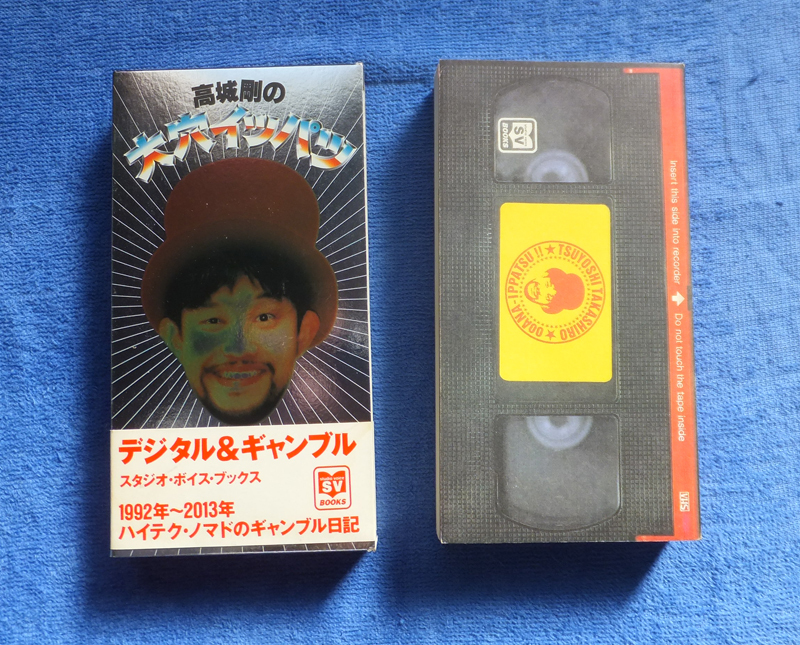 高城剛の
大穴イッパツ
デジタル&ギャンブル
スタジオ・ボイス・ブックス
SV
BOOKS
1992年〜2013年
ハイテク・ノマドのギャンブル日記
SV
BOOKS
★TSUYOSHI TAKASHIRO★OOANA-IPPATSU!!
Insert this side into recorder Do not touch the tape inside
VHS